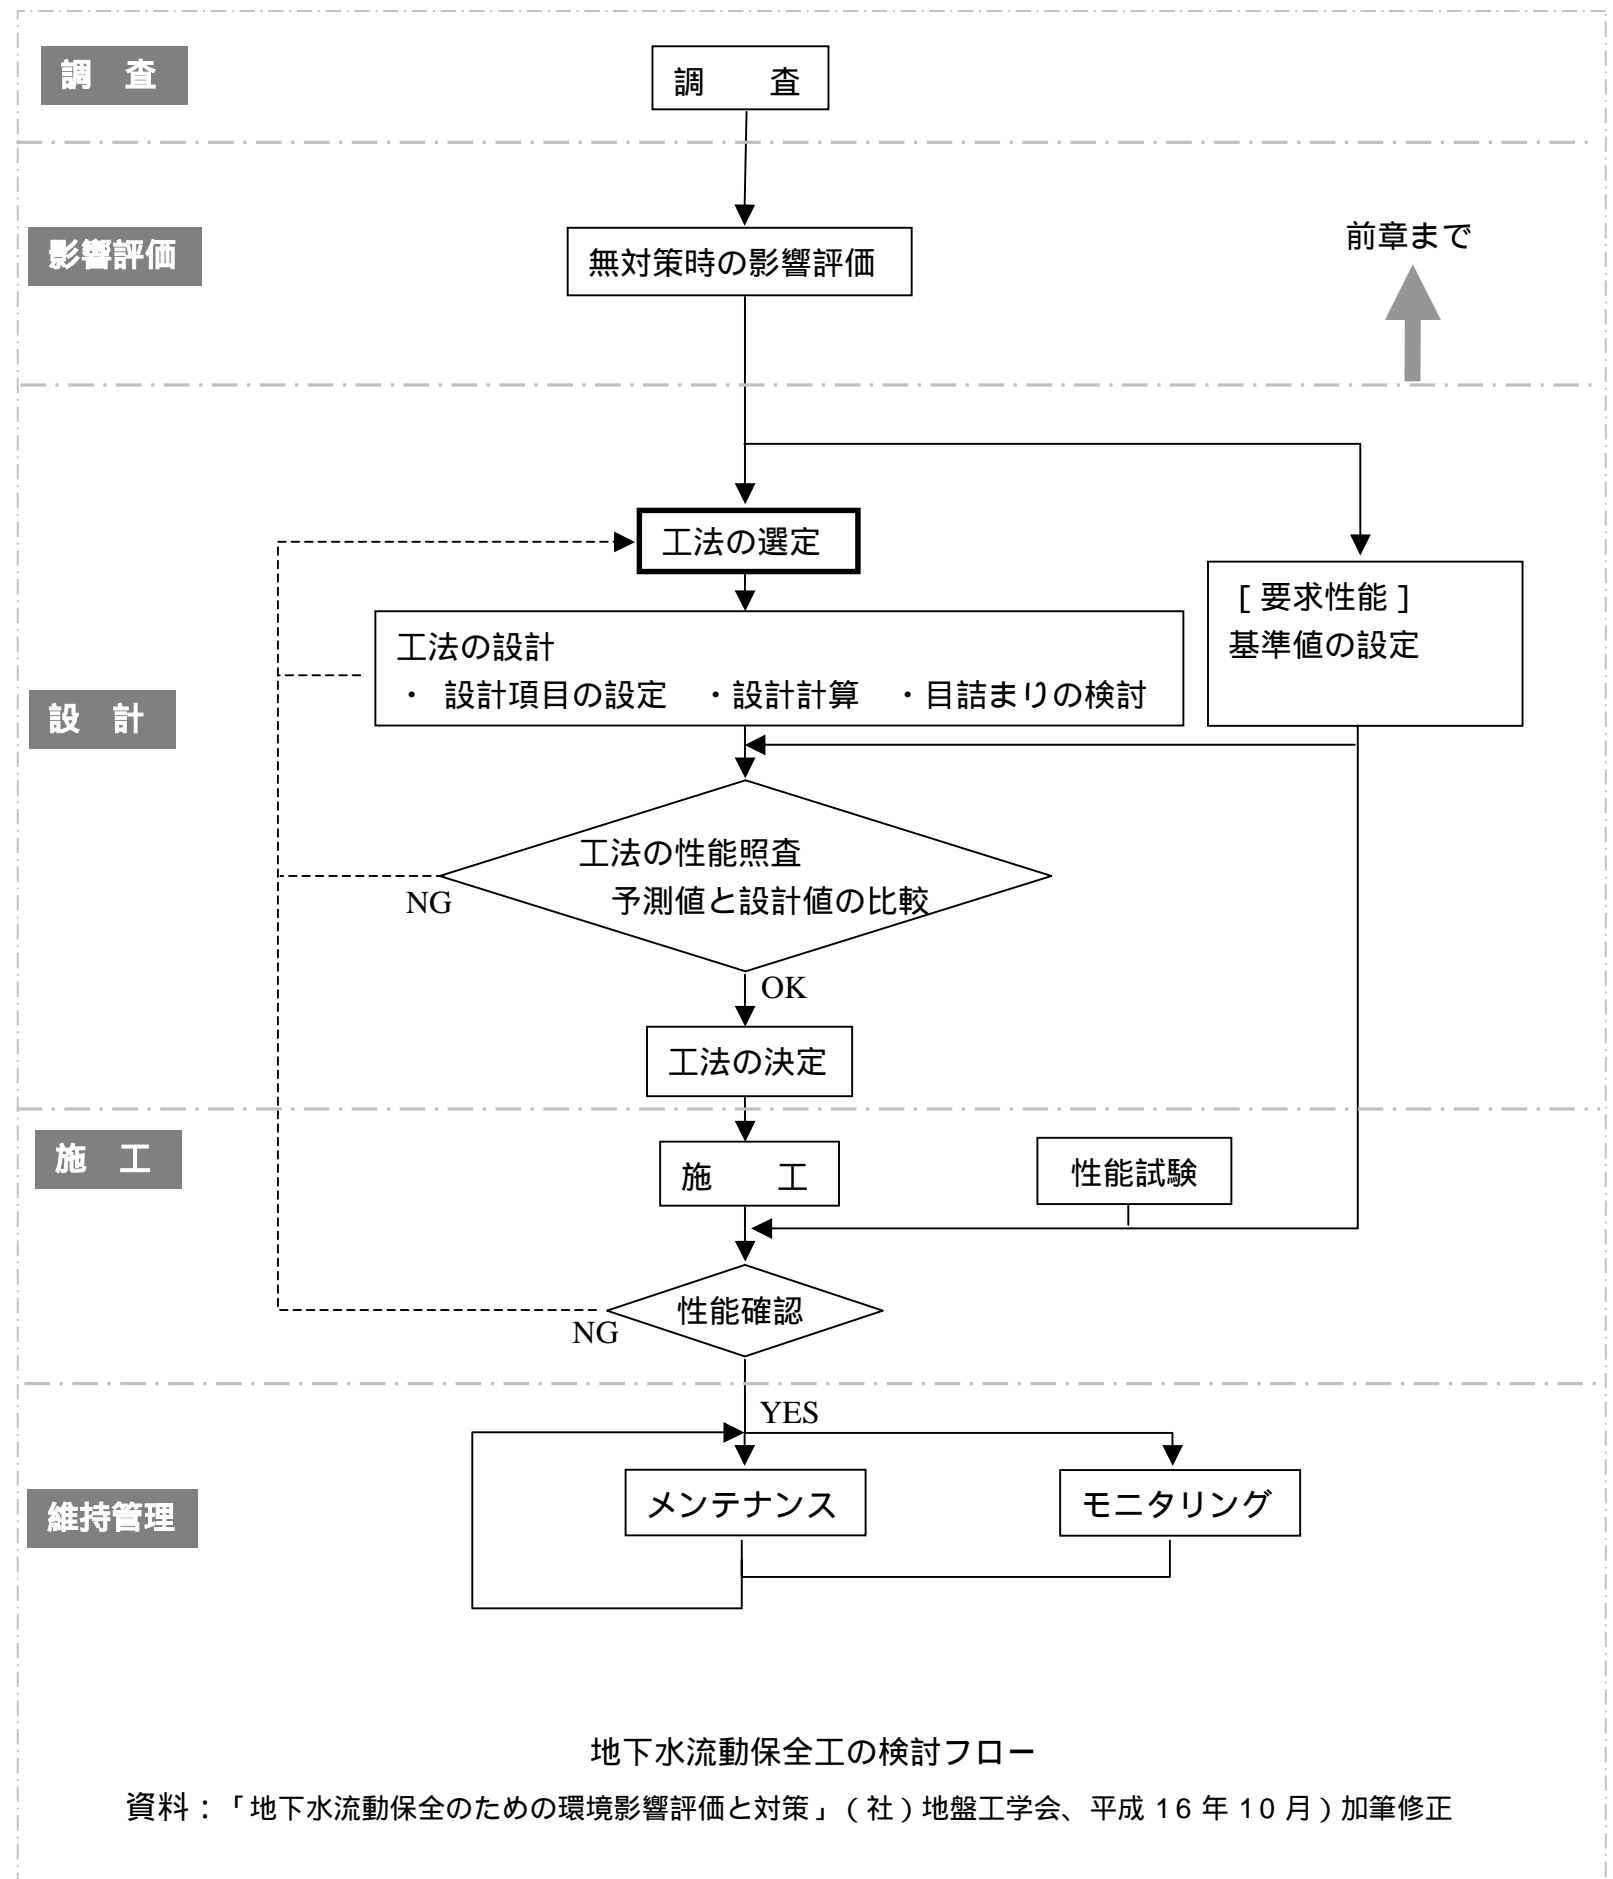 調　査
調　　査
影響評価
無対策時の影響評価
前章まで
工法の選定
［要求性能］
基準値の設定
工法の設計
・ 設計項目の設定　・設計計算　・目詰まりの検討
設　計
工法の性能照査
予測値と設計値の比較
NG
OK
工法の決定
施　工
施　　工
性能試験
性能確認
NG
YES
維持管理
メンテナンス
モニタリング
地下水流動保全工の検討フロー
資料：「地下水流動保全のための環境影響評価と対策」（社）地盤工学会、平成 16 年 10 月）加筆修正